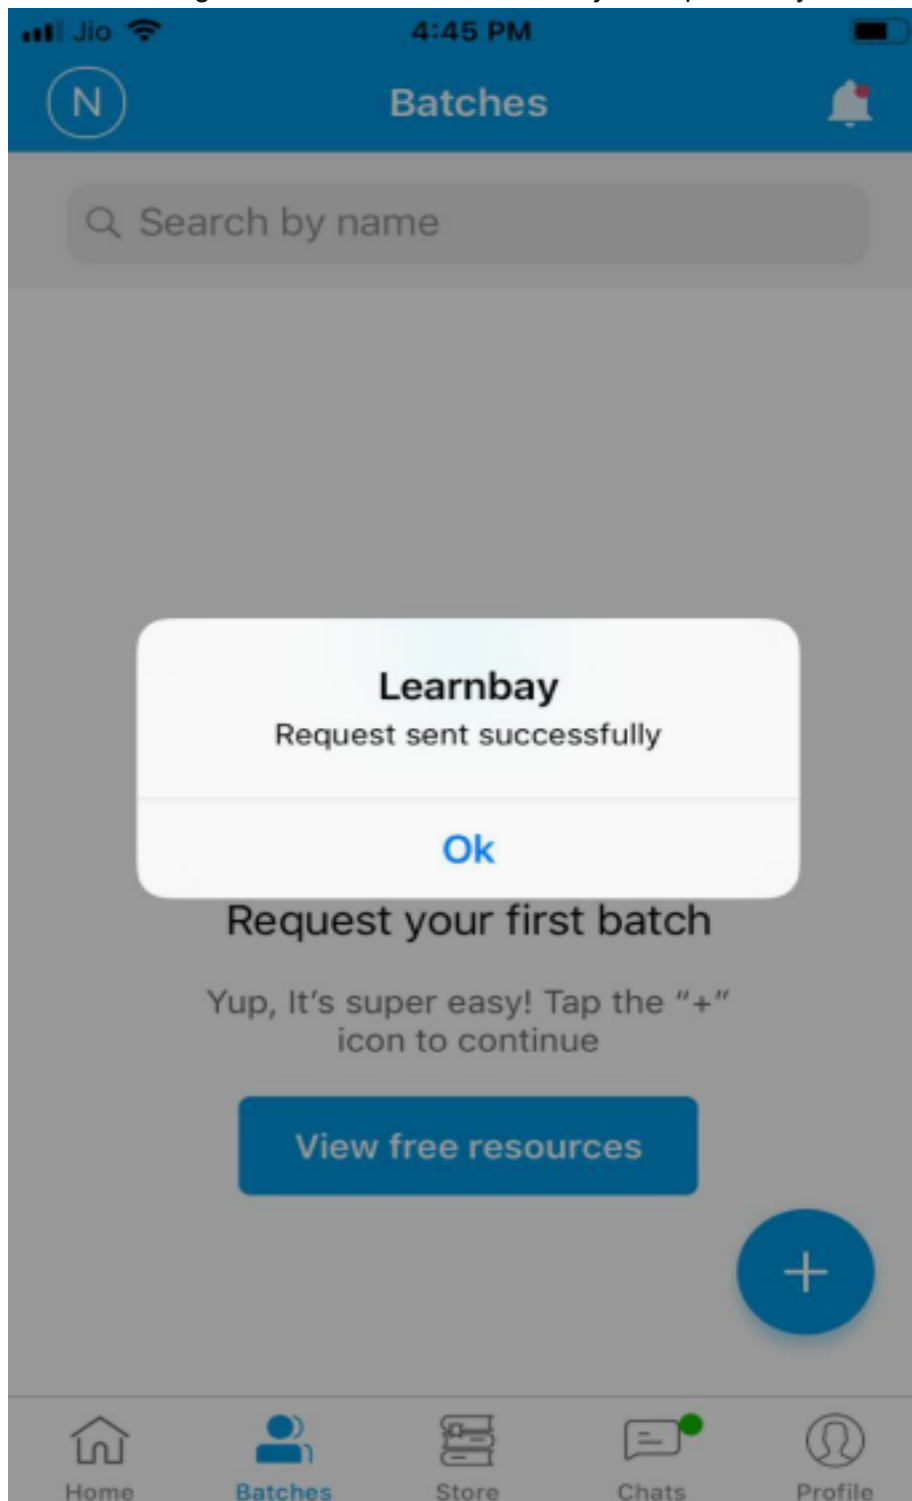 Jio
4:45 PM
N
Batches
Search by name
Learnbay
Request sent successfully
Ok
Request your first batch
Yup, It's super easy! Tap the "+"
icon to continue
View free resources
+
Home
Batches
Store
Chats
Profile